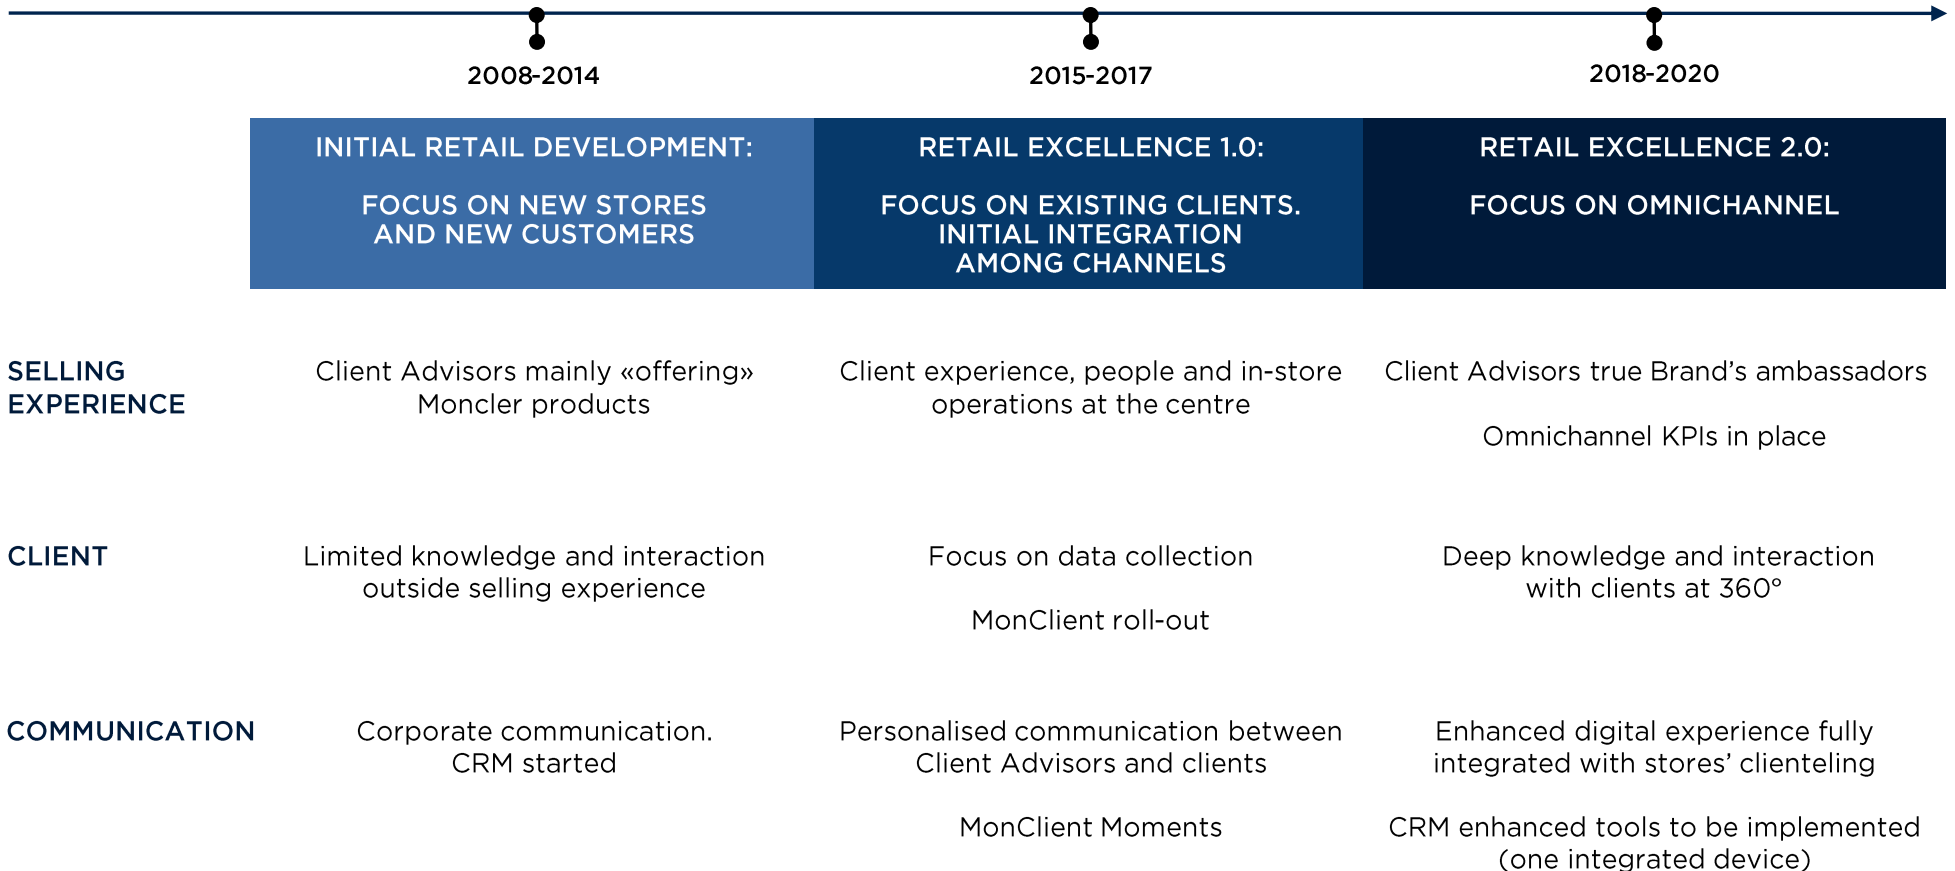 2008-2014
2015-2017
2018-2020
INITIAL RETAIL DEVELOPMENT:
FOCUS ON NEW STORES
AND NEW CUSTOMERS
RETAIL EXCELLENCE 1.0:
FOCUS ON EXISTING CLIENTS.
INITIAL INTEGRATION
AMONG CHANNELS
RETAIL EXCELLENCE 2.0:
FOCUS ON OMNICHANNEL
SELLING
EXPERIENCE
Client Advisors mainly «offering»
Moncler products
Client experience, people and in-store
operations at the centre
Client Advisors true Brand’s ambassadors
Omnichannel KPIs in place
CLIENT
Limited knowledge and interaction
outside selling experience
Focus on data collection
MonClient roll-out
Deep knowledge and interaction
with clients at 360°
COMMUNICATION
Corporate communication.
CRM started
Personalised communication between
Client Advisors and clients
MonClient Moments
Enhanced digital experience fully
integrated with stores’ clienteling
CRM enhanced tools to be implemented
(one integrated device)